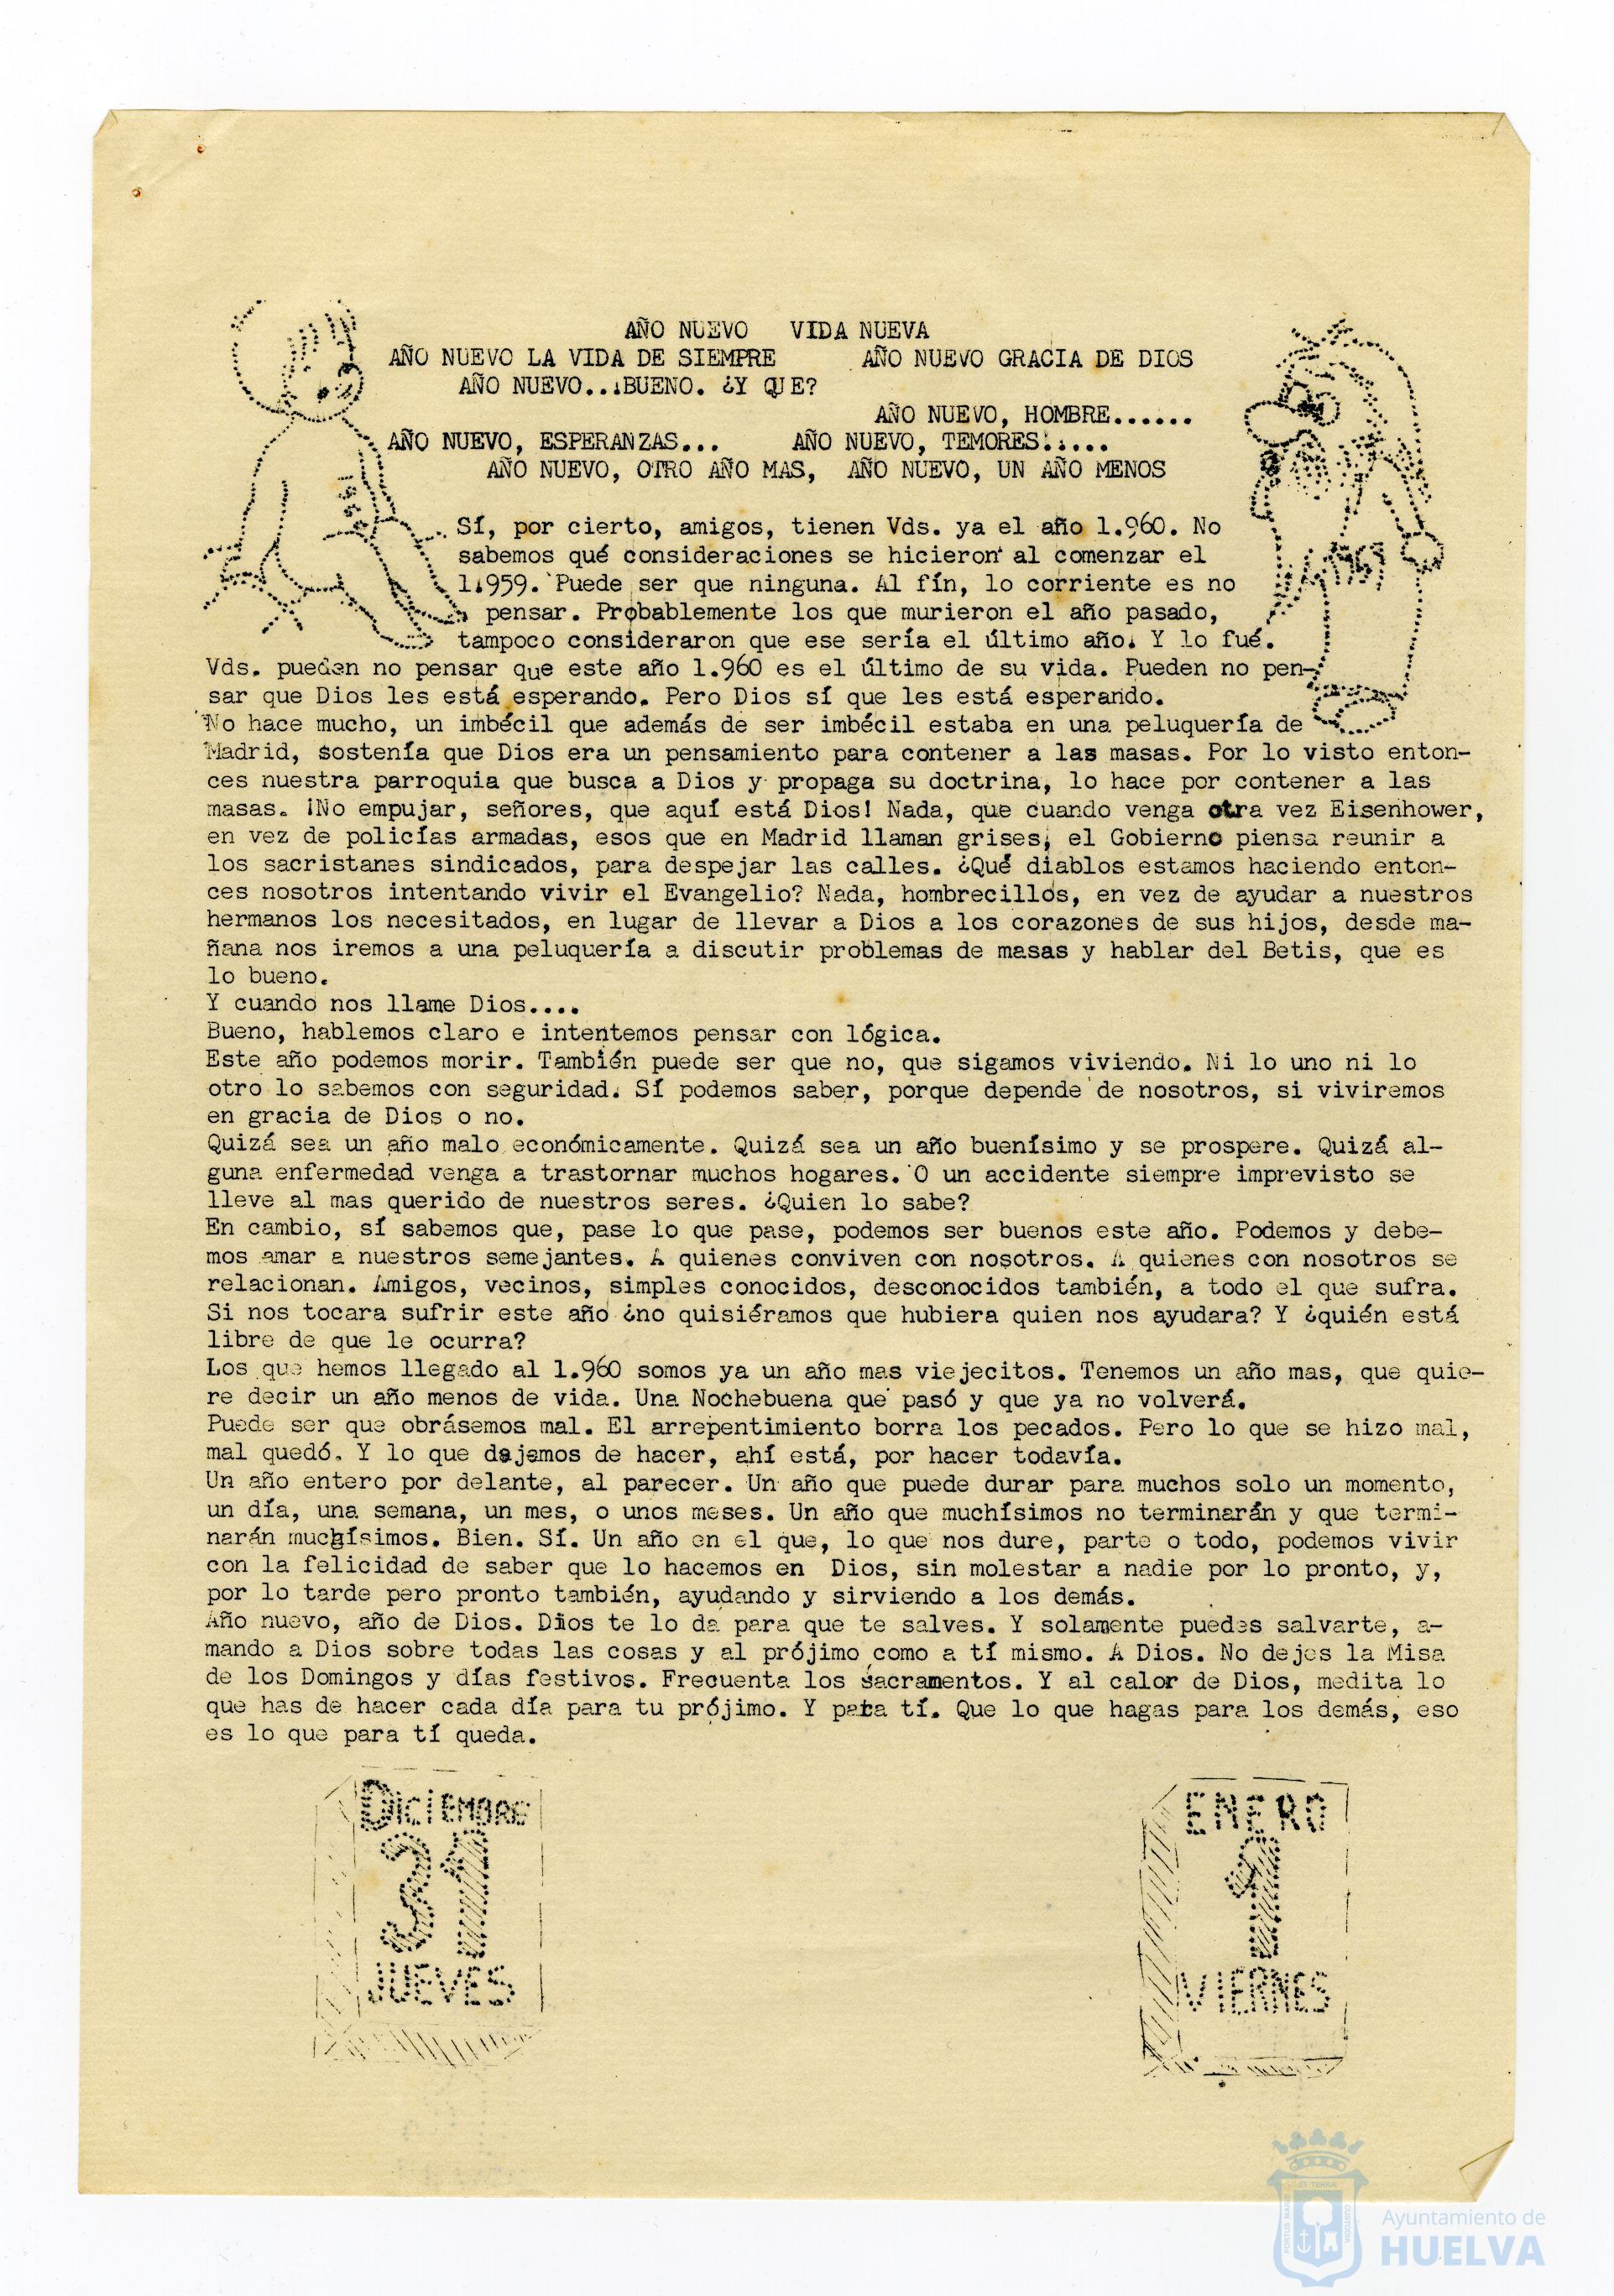 AÑO NUEVO   VIDA NUEVA
AÑO NUEVO LA VIDA DE SIEMPRE      AÑO NUEVO GRACIA DE DIOS
AÑO NUEVO...¡BUENO. ¿Y QUE?
AÑO NUEVO, HOMBRE......
AÑO NUEVO, ESPERANZAS...     AÑO NUEVO, TEMORES!....
AÑO NUEVO, OTRO AÑO MAS,  AÑO NUEVO, UN AÑO MENOS
Sí, por cierto, amigos, tienen Vds. ya el año 1.960. No
sabemos qué consideraciones se hicieron al comenzar el
1.959. Puede ser que ninguna. Al fín, lo corriente es no
pensar. Probablemente los que murieron el año pasado,
tampoco consideraron que ese sería el último año. Y lo fué.
Vds. pueden no pensar que este año 1.960 es el último de su vida. Pueden no pen-
sar que Dios les está esperando. Pero Dios sí que les está esperando.
No hace mucho, un imbécil que además de ser imbécil estaba en una peluquería de
Madrid, sostenía que Dios era un pensamiento para contener a las masas. Por lo visto enton-
ces nuestra parroquia que busca a Dios y propaga su doctrina, lo hace por contener a las
masas. ¡No empujar, señores, que aquí está Dios! Nada, que cuando venga otra vez Eisenhower,
en vez de policías armadas, esos que en Madrid llaman grises, el Gobierno piensa reunir a
los sacristanes sindicados, para despejar las calles. ¿Qué diablos estamos haciendo enton-
ces nosotros intentando vivir el Evangelio? Nada, hombrecillos, en vez de ayudar a nuestros
hermanos los necesitados, en lugar de llevar a Dios a los corazones de sus hijos, desde ma-
ñana nos iremos a una peluquería a discutir problemas de masas y hablar del Betis, que es
lo bueno.
Y cuando nos llame Dios....
Bueno, hablemos claro e intentemos pensar con lógica.
Este año podemos morir. También puede ser que no, que sigamos viviendo. Ni lo uno ni lo
otro lo sabemos con seguridad. Sí podemos saber, porque depende de nosotros, si viviremos
en gracia de Dios o no.
Quizá sea un año malo económicamente. Quizá sea un año buenísimo y se prospere. Quizá al-
guna enfermedad venga a trastornar muchos hogares. O un accidente siempre imprevisto se
lleve al mas querido de nuestros seres. ¿Quien lo sabe?
En cambio, sí sabemos que, pase lo que pase, podemos ser buenos este año. Podemos y debe-
mos amar a nuestros semejantes. A quienes conviven con nosotros. A quienes con nosotros se
relacionan. Amigos, vecinos, simples conocidos, desconocidos también, a todo el que sufra.
Si nos tocara sufrir este año ¿no quisiéramos que hubiera quien nos ayudara? Y ¿quién está
libre de que le ocurra?
Los que hemos llegado al 1.960 somos ya un año mas viejecitos. Tenemos un año mas, que quie-
re decir un año menos de vida. Una Nochebuena que pasó y que ya no volverá.
Puede ser que obrásemos mal. El arrepentimiento borra los pecados. Pero lo que se hizo mal,
mal quedó. Y lo que dejamos de hacer, ahí está, por hacer todavía.
Un año entero por delante, al parecer. Un año que puede durar para muchos solo un momento,
un día, una semana, un mes, o unos meses. Un año que muchísimos no terminarán y que termi-
narán muchísimos. Bien. Sí. Un año en el que, lo que nos dure, parte o todo, podemos vivir
con la felicidad de saber que lo hacemos en  Dios, sin molestar a nadie por lo pronto, y,
por lo tarde pero pronto también, ayudando y sirviendo a los demás.
Año nuevo, año de Dios. Dios te lo da para que te salves. Y solamente puedes salvarte, a-
mando a Dios sobre todas las cosas y al prójimo como a tí mismo. A Dios. No dejes la Misa
de los Domingos y días festivos. Frecuenta los sacramentos. Y al calor de Dios, medita lo
que has de hacer cada día para tu prójimo. Y para tí. Que lo que hagas para los demás, eso
es lo que para tí queda.
DICIEMBRE
31
JUEVES
ENERO
1
VIERNES
Ayuntamiento de
HUELVA